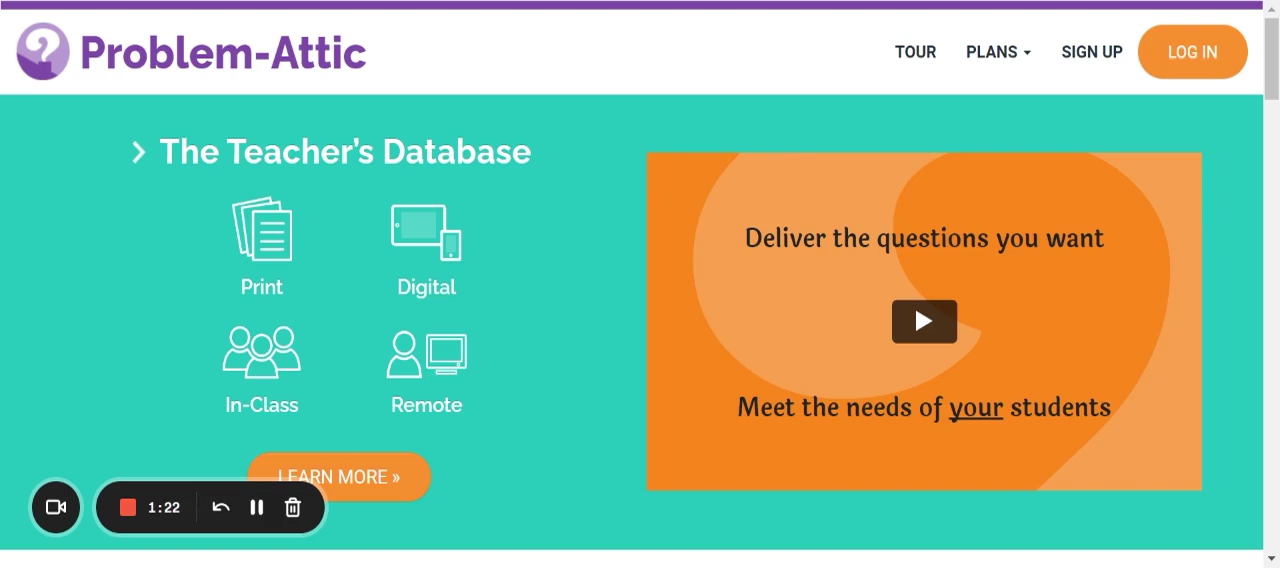 Problem-Attic
TOUR
PLANS
SIGN UP
LOG IN
The Teacher's Database
Print
Digital
In-Class
Remote
LEARN MORE »
1:22
Deliver the questions you want
Meet the needs of your students